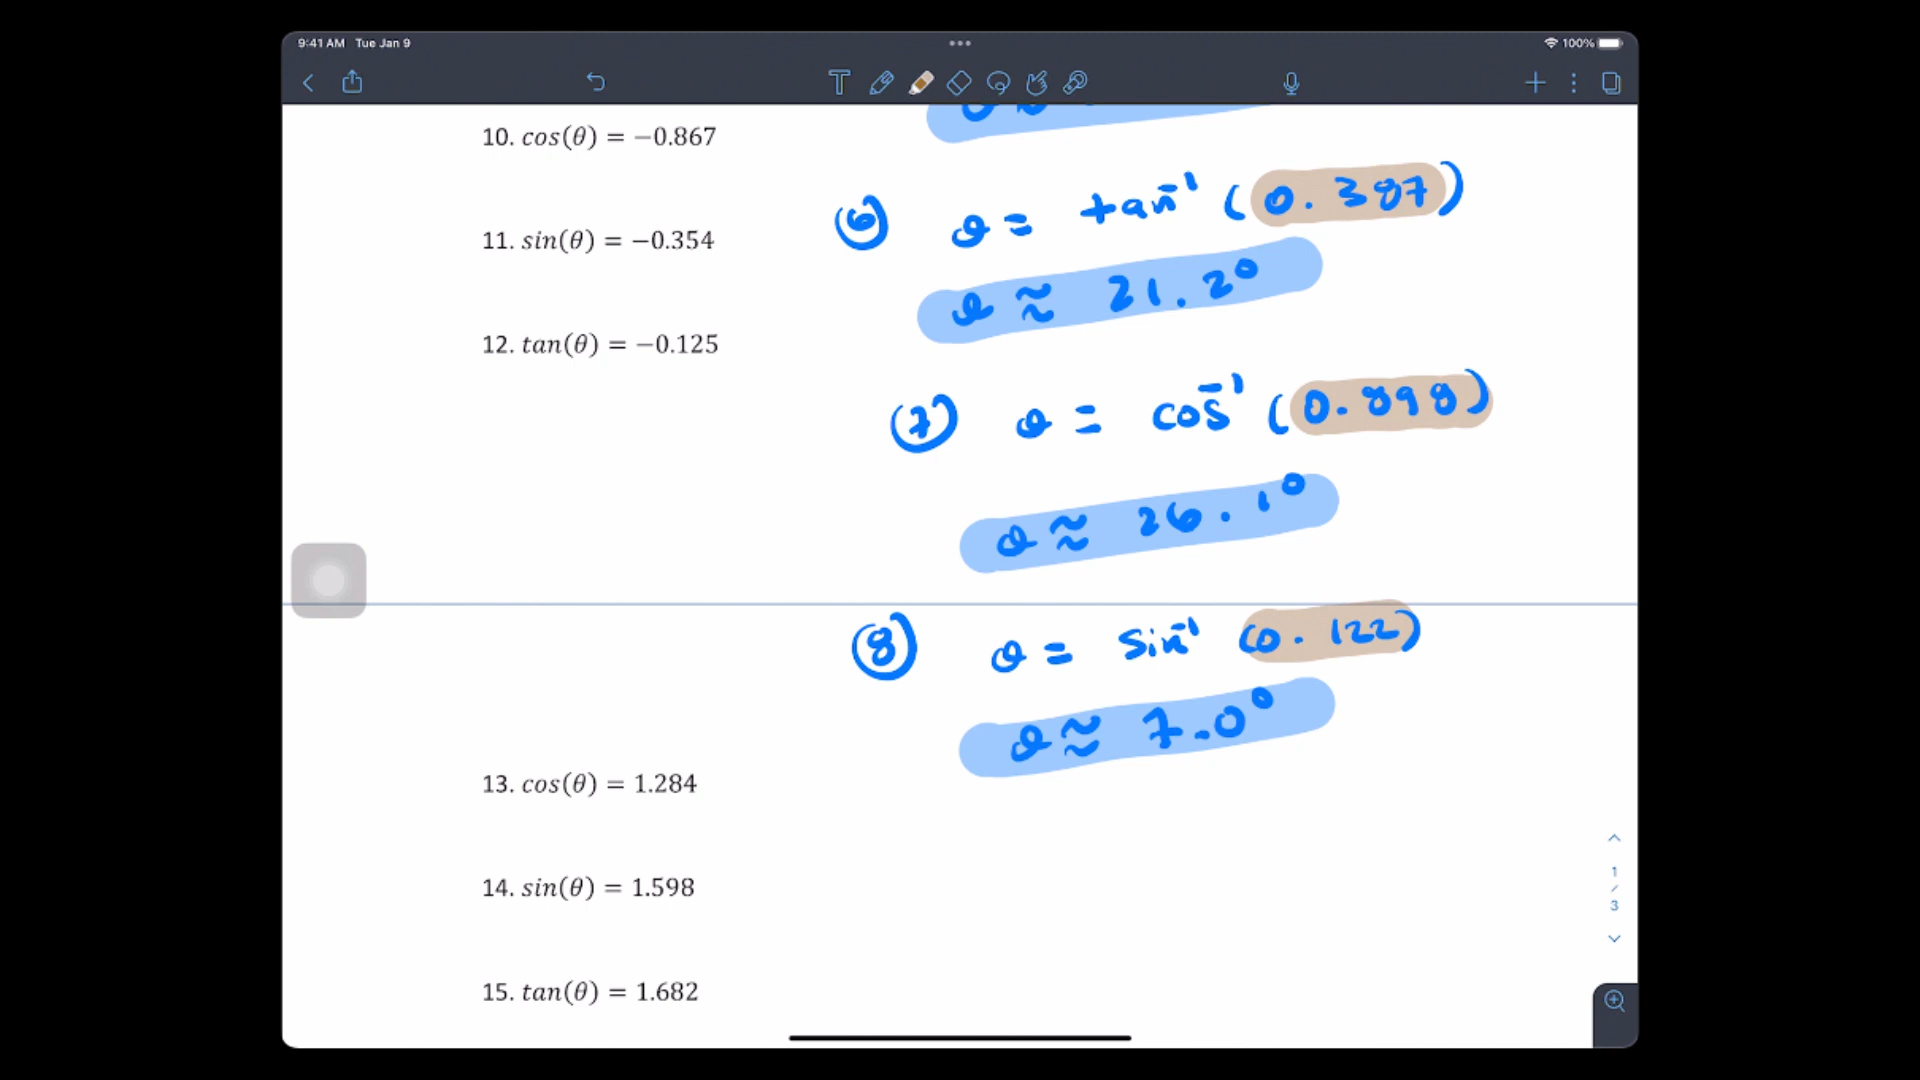 9:41 AM Tue Jan 9
100%
10. cos(θ) = −0.867
11. sin(θ) = −0.354
12. tan(θ) = −0.125
(6) θ = tan⁻¹ (0.387)
θ ≈ 21.2°
(7) θ = cos⁻¹ (0.898)
θ ≈ 26.1°
(8) θ = sin⁻¹ (0.122)
θ ≈ 7.0°
13. cos(θ) = 1.284
14. sin(θ) = 1.598
15. tan(θ) = 1.682
1
/
3